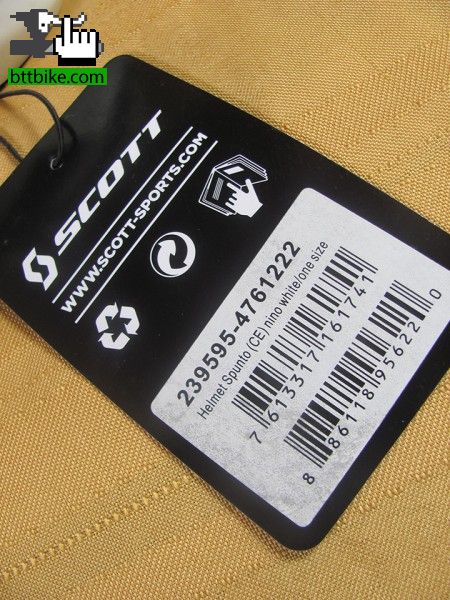 bttbike.com
SCOTT
WWW.SCOTT-SPORTS.COM
239595-4761222
Helmet Spunto (CE) nino white/one size
7 613317 161741
8 86118 95622 0